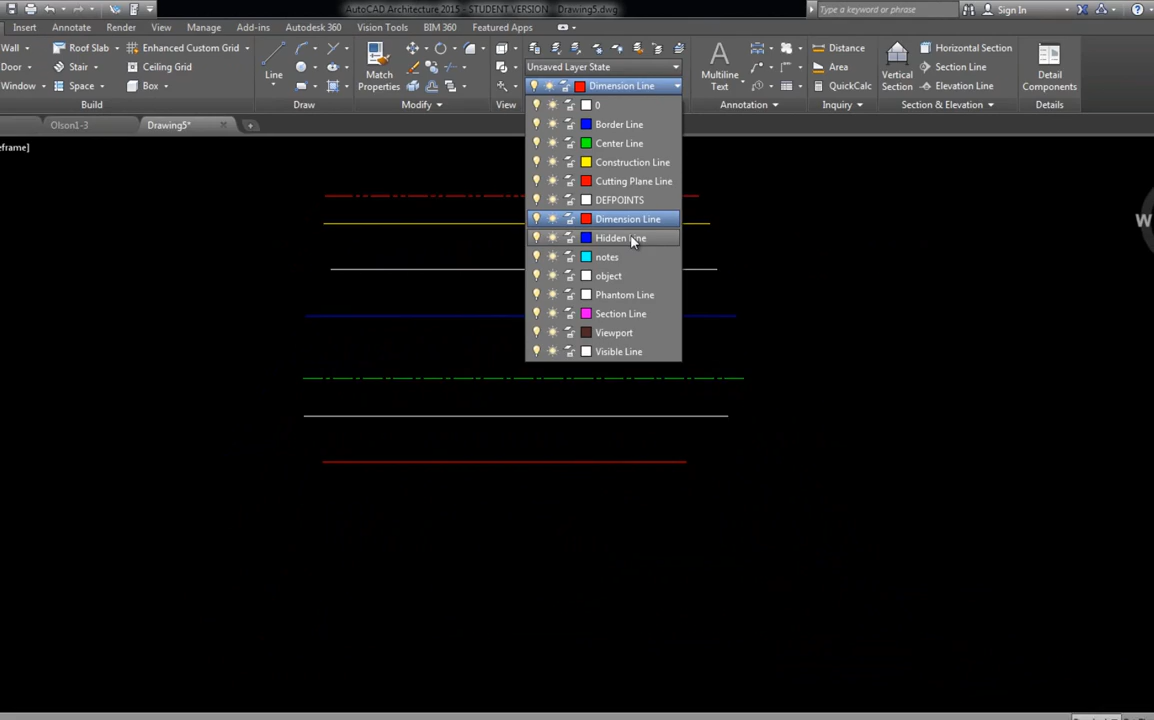 AutoCAD Architecture 2015 - STUDENT VERSION - Drawing5.dwg
Type a keyword or phrase
Sign In
?
Insert Annotate Render View Manage Add-ins Autodesk 360 Vision Tools BIM 360 Featured Apps
Wall Roof Slab Enhanced Custom Grid
Door Stair Ceiling Grid
Window Space
Build
Line
Draw
Match
Properties
Modify
View
Unsaved Layer State
Dimension Line
Multiline
Text
Annotation
Distance
Area
QuickCalc
Inquiry
Vertical
Section
Horizontal Section
Section Line
Elevation Line
Section & Elevation
Detail
Components
Details
Olson1-3
Drawing5*
eframe]
0
Border Line
Center Line
Construction Line
Cutting Plane Line
DEFPOINTS
Dimension Line
Hidden Line
notes
object
Phantom Line
Section Line
Viewport
Visible Line
W